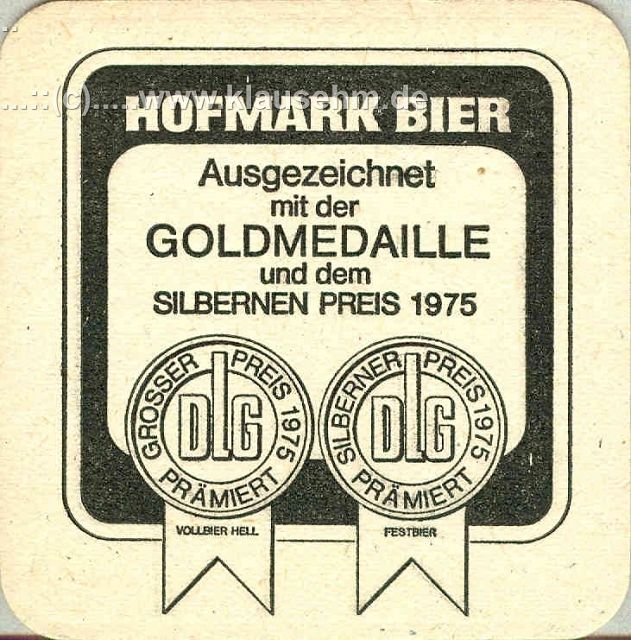 ...::(c).....www.klausehm.de
HOFMARK BIER
Ausgezeichnet
mit der
GOLDMEDAILLE
und dem
SILBERNEN PREIS 1975
GROSSER PREIS 1975
DLG
PRÄMIERT
SILBERNER PREIS 1975
DLG
PRÄMIERT
VOLLBIER HELL
FESTBIER